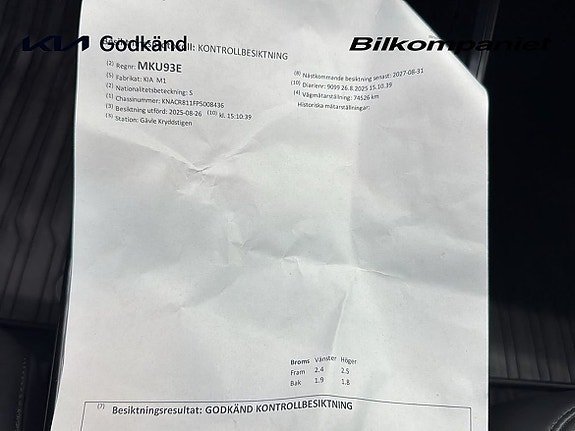 KIA Godkänd
Bilkompaniet
II: KONTROLLBESIKTNING
(2) Regnr: MKU93E
(5) Fabrikat: KIA M1
(2) Nationalitetsbeteckning: S
(1) Chassinummer: KNACR811FP5008436
(3) Besiktning utförd: 2025-08-26 (10) kl. 15:10:39
(3) Station: Gävle Kryddstigen
(8) Nästkommande besiktning senast: 2027-08-31
(10) Diarienr: 9099 26.8.2025 15.10.39
(4) Vägmätarställning: 74526 km
Historiska mätarställningar:
Broms Vänster Höger
Fram 2.4 2.5
Bak 1.9 1.8
(7) Besiktningsresultat: GODKÄND KONTROLLBESIKTNING